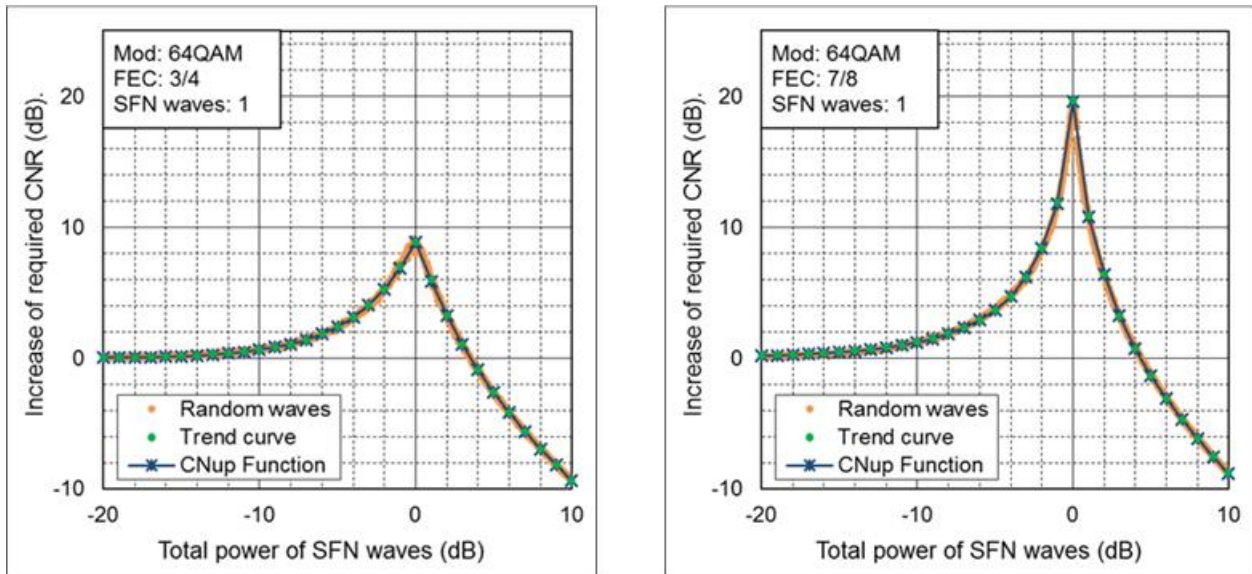 Mod: 64QAM
FEC: 3/4
SFN waves: 1
Increase of required CNR (dB).
20
10
0
-10
Random waves
Trend curve
CNup Function
-20
-10
0
10
Total power of SFN waves (dB)
Mod: 64QAM
FEC: 7/8
SFN waves: 1
Increase of required CNR (dB).
20
10
0
-10
Random waves
Trend curve
CNup Function
-20
-10
0
10
Total power of SFN waves (dB)